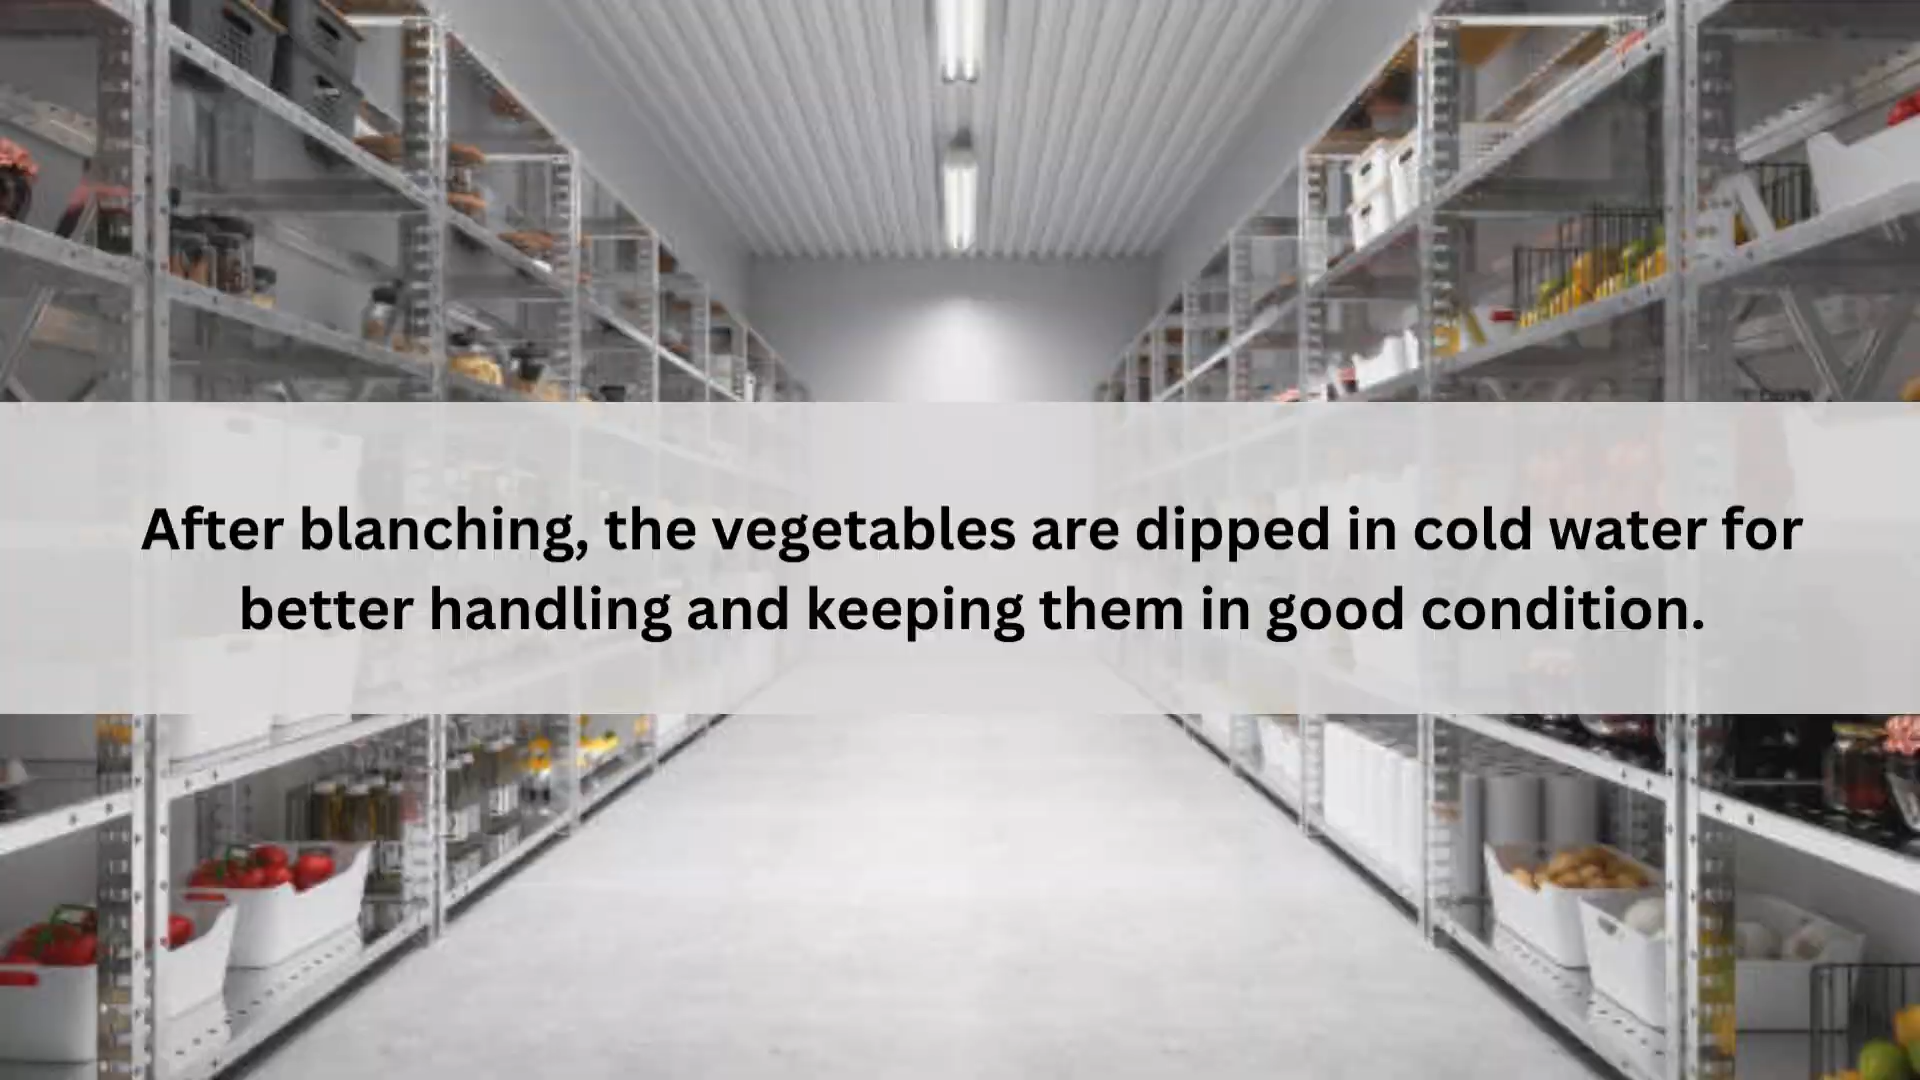 After blanching, the vegetables are dipped in cold water for
better handling and keeping them in good condition.